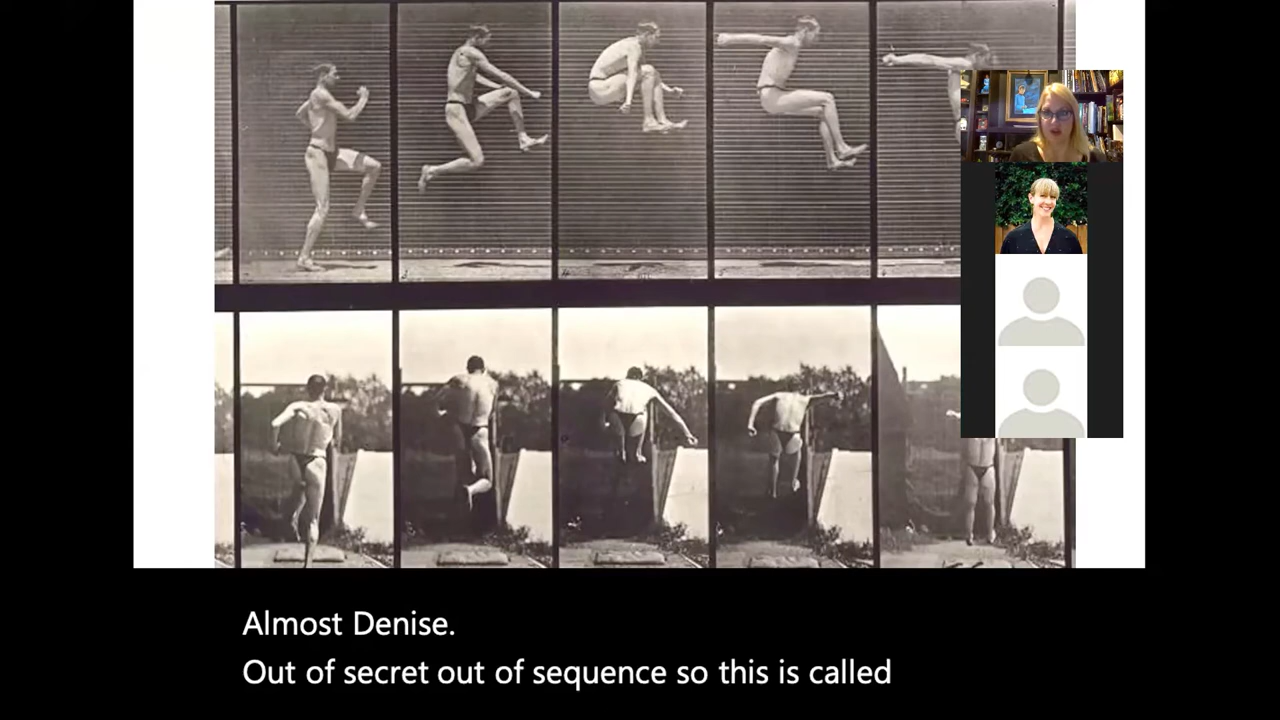 Almost Denise.
Out of secret out of sequence so this is called